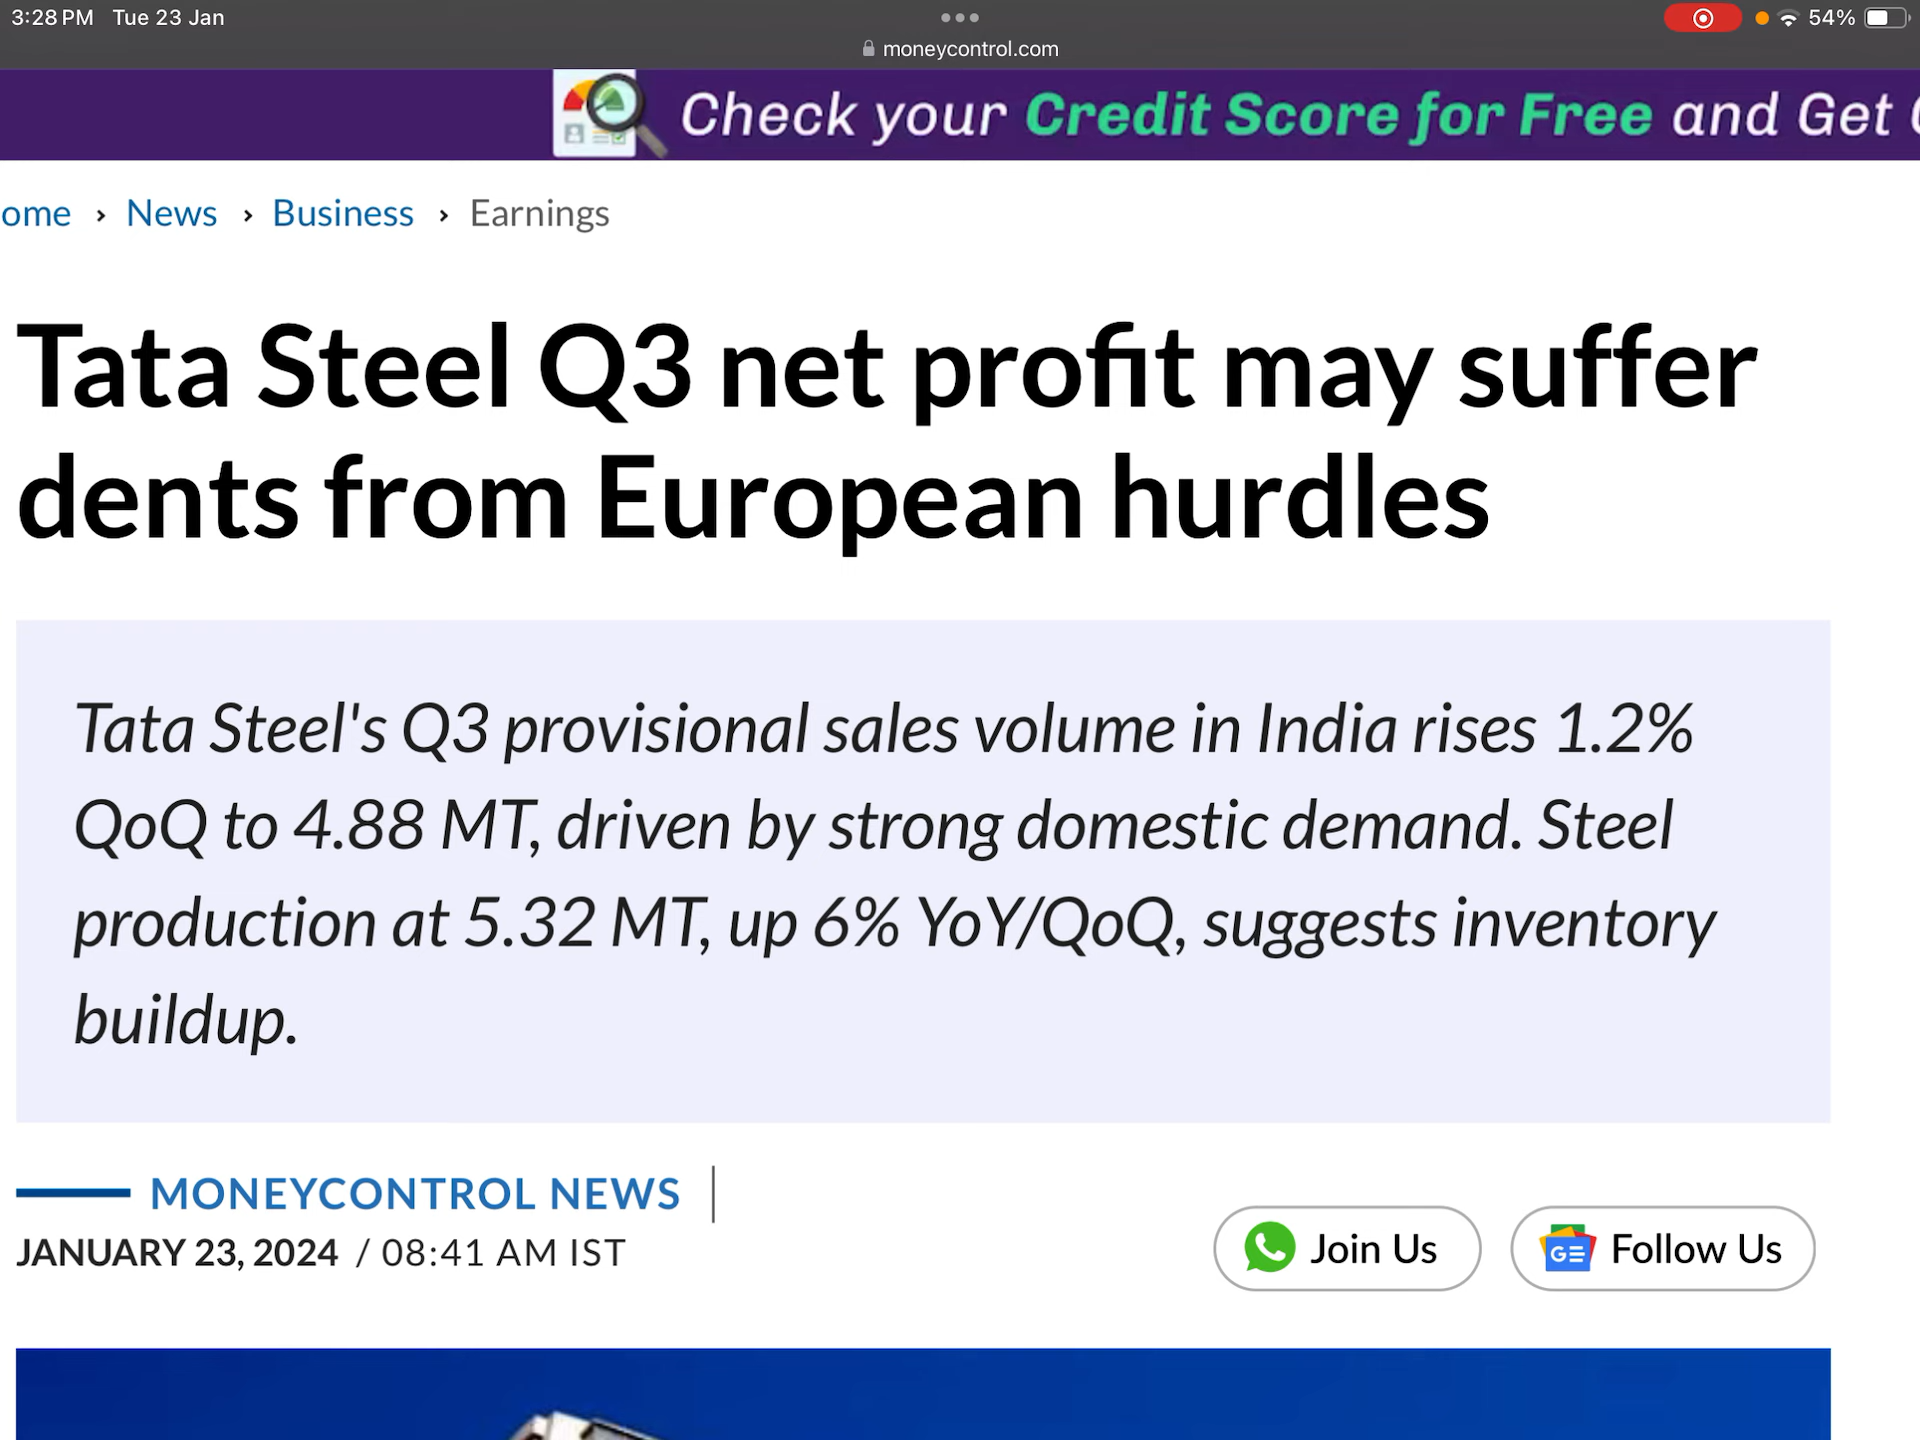 3:28 PM Tue 23 Jan
54%
moneycontrol.com
Check your Credit Score for Free and Get
ome › News › Business › Earnings
Tata Steel Q3 net profit may suffer
dents from European hurdles
Tata Steel's Q3 provisional sales volume in India rises 1.2%
QoQ to 4.88 MT, driven by strong domestic demand. Steel
production at 5.32 MT, up 6% YoY/QoQ, suggests inventory
buildup.
MONEYCONTROL NEWS
JANUARY 23, 2024 / 08:41 AM IST
Join Us
GE Follow Us